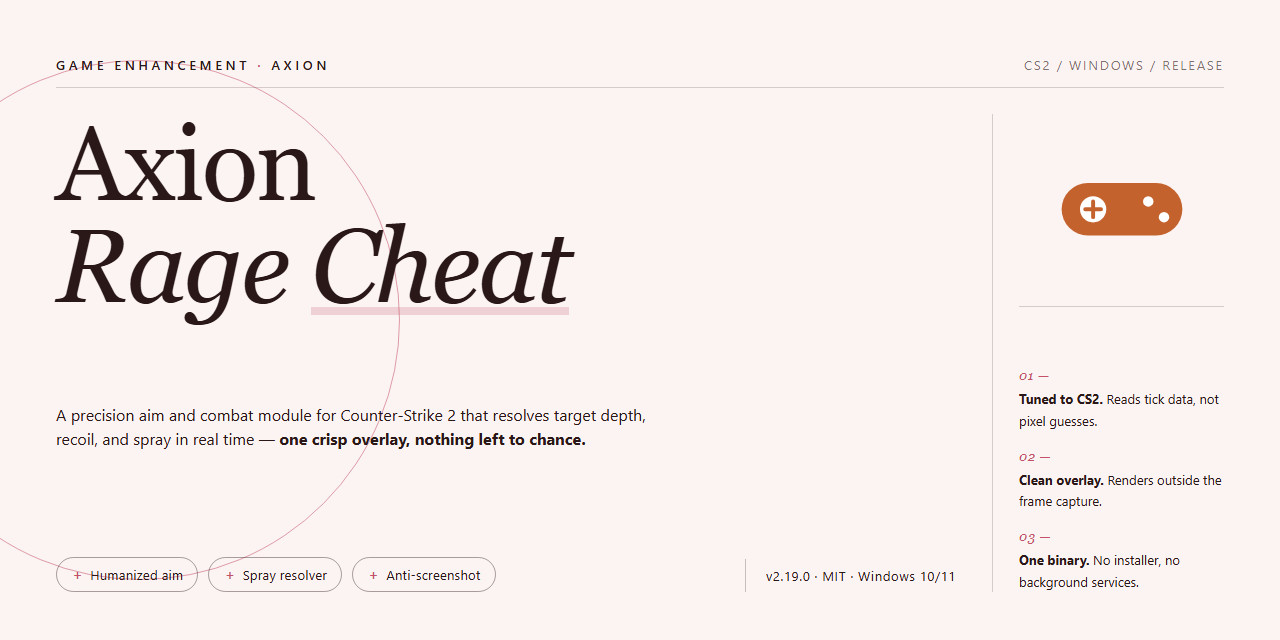 GAME ENHANCEMENT · AXION
CS2 / WINDOWS / RELEASE
Axion
Rage Cheat
A precision aim and combat module for Counter-Strike 2 that resolves target depth,
recoil, and spray in real time — one crisp overlay, nothing left to chance.
+ Humanized aim
+ Spray resolver
+ Anti-screenshot
v2.19.0 · MIT · Windows 10/11
01 —
Tuned to CS2. Reads tick data, not
pixel guesses.
02 —
Clean overlay. Renders outside the
frame capture.
03 —
One binary. No installer, no
background services.